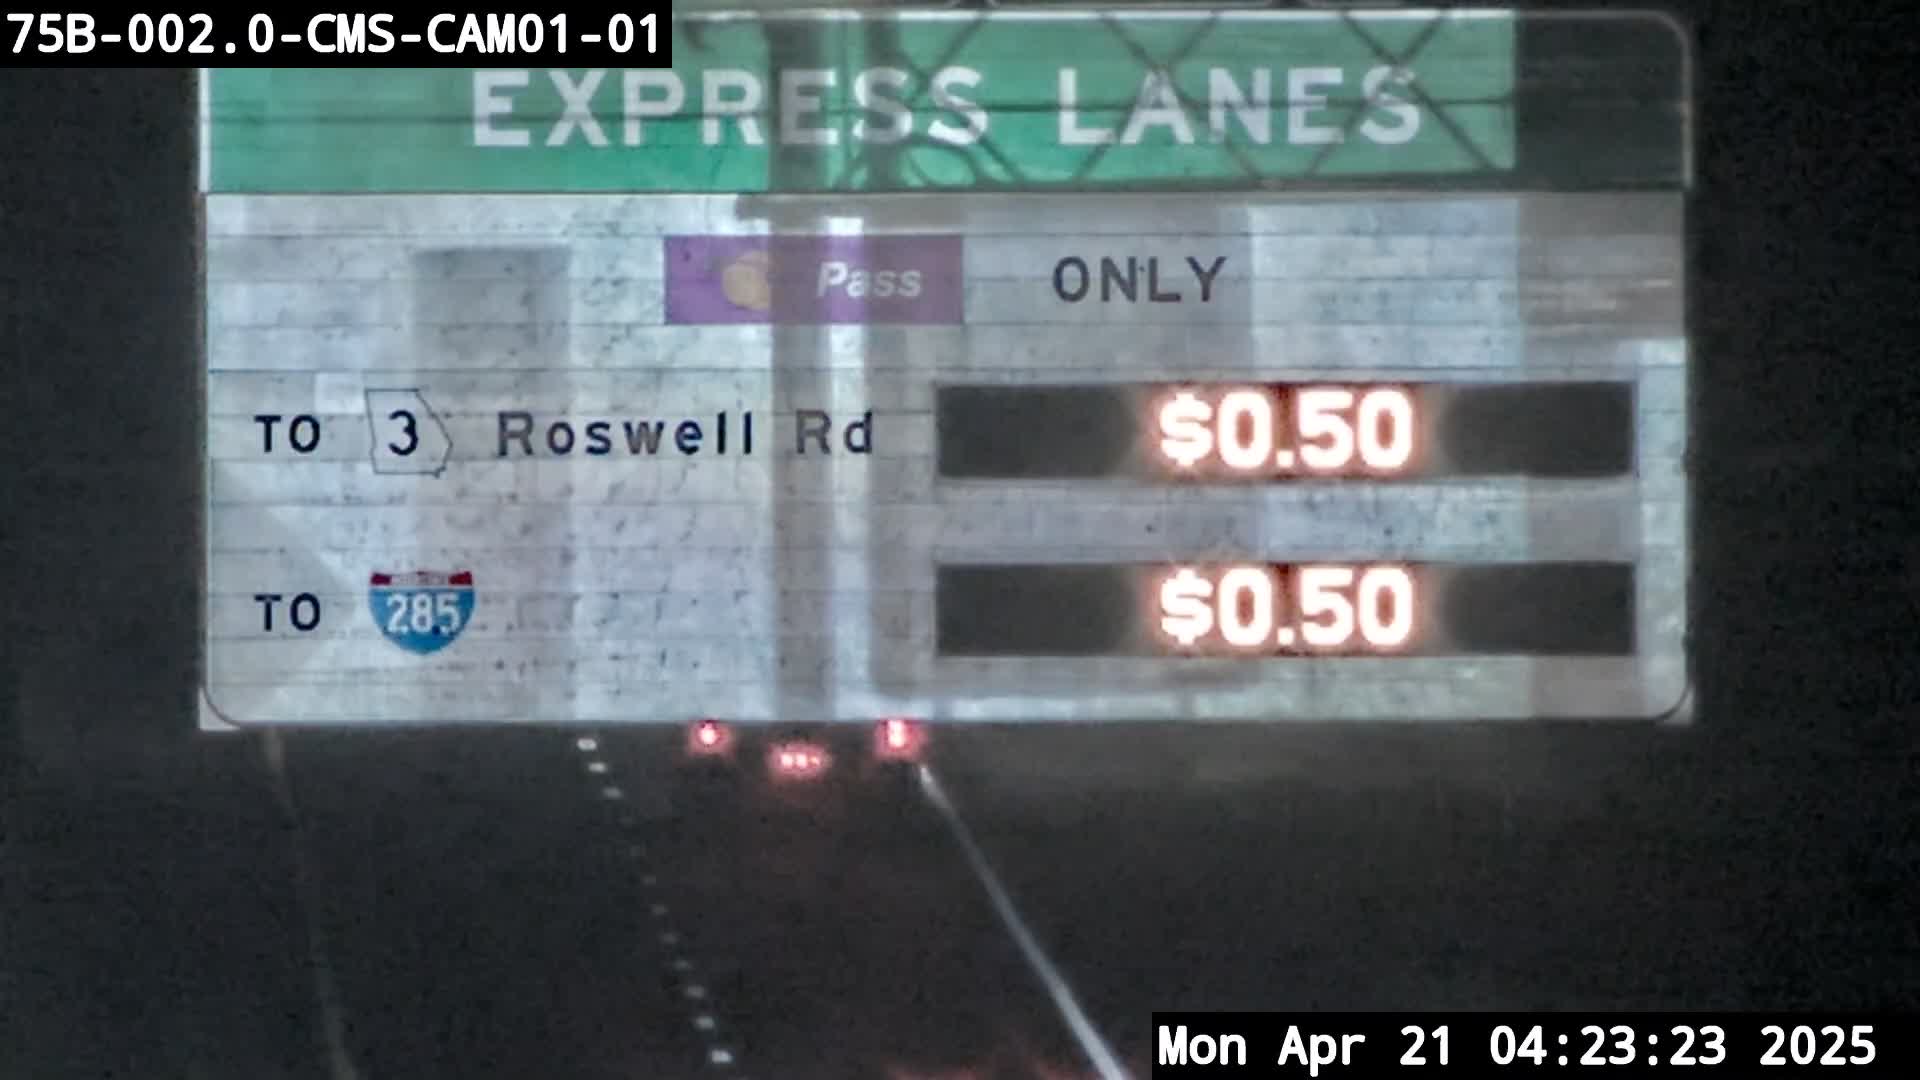 75B-002.0-CMS-CAM01-01
EXPRESS LANES
Pass ONLY
TO 3 Roswell Rd $0.50
TO 285 $0.50
Mon Apr 21 04:23:23 2025